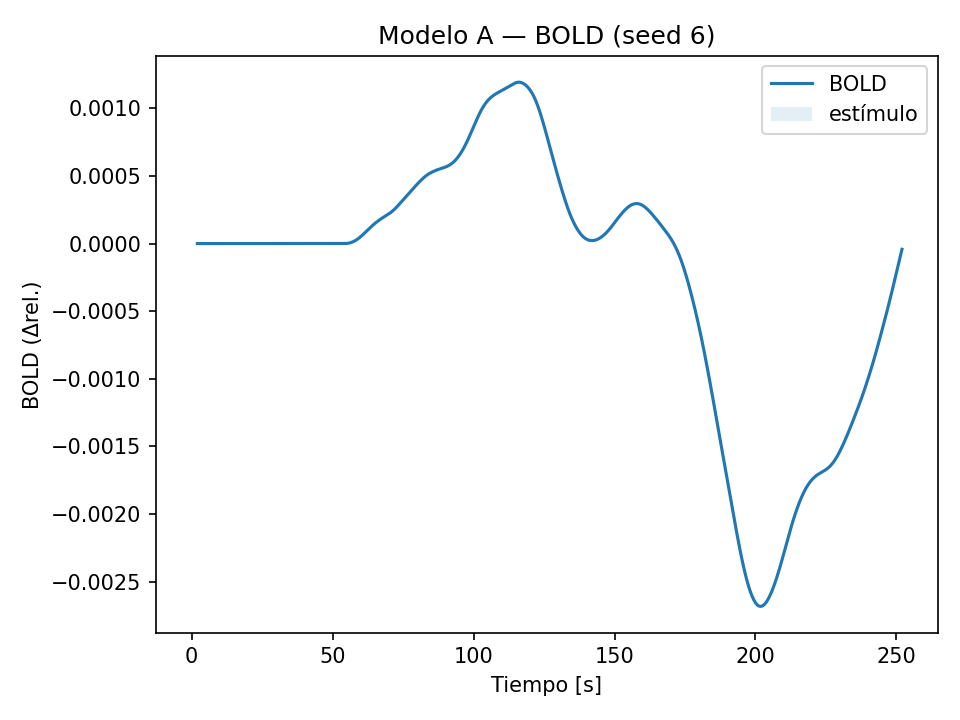 Modelo A — BOLD (seed 6)
BOLD
estímulo
0.0010
0.0005
0.0000
−0.0005
−0.0010
−0.0015
−0.0020
−0.0025
BOLD (Δrel.)
0 50 100 150 200 250
Tiempo [s]